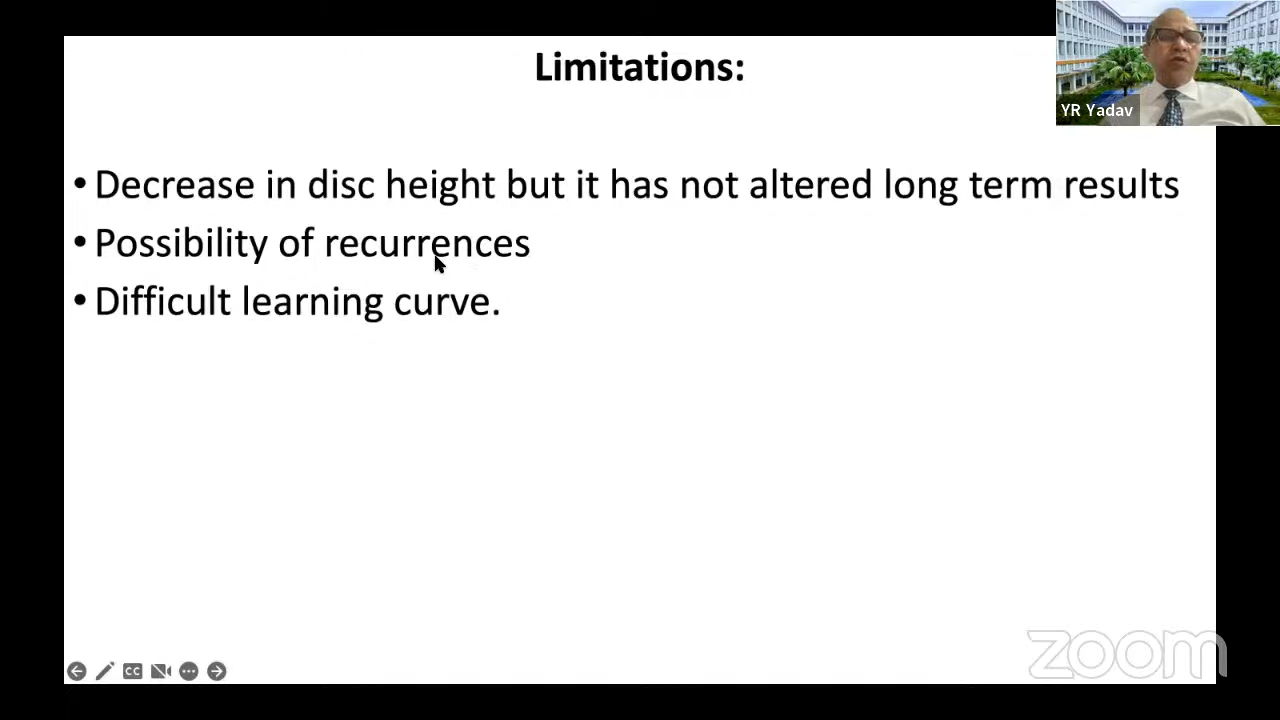 Limitations:
YR Yadav
• Decrease in disc height but it has not altered long term results
• Possibility of recurrences
• Difficult learning curve.
CC
zoom